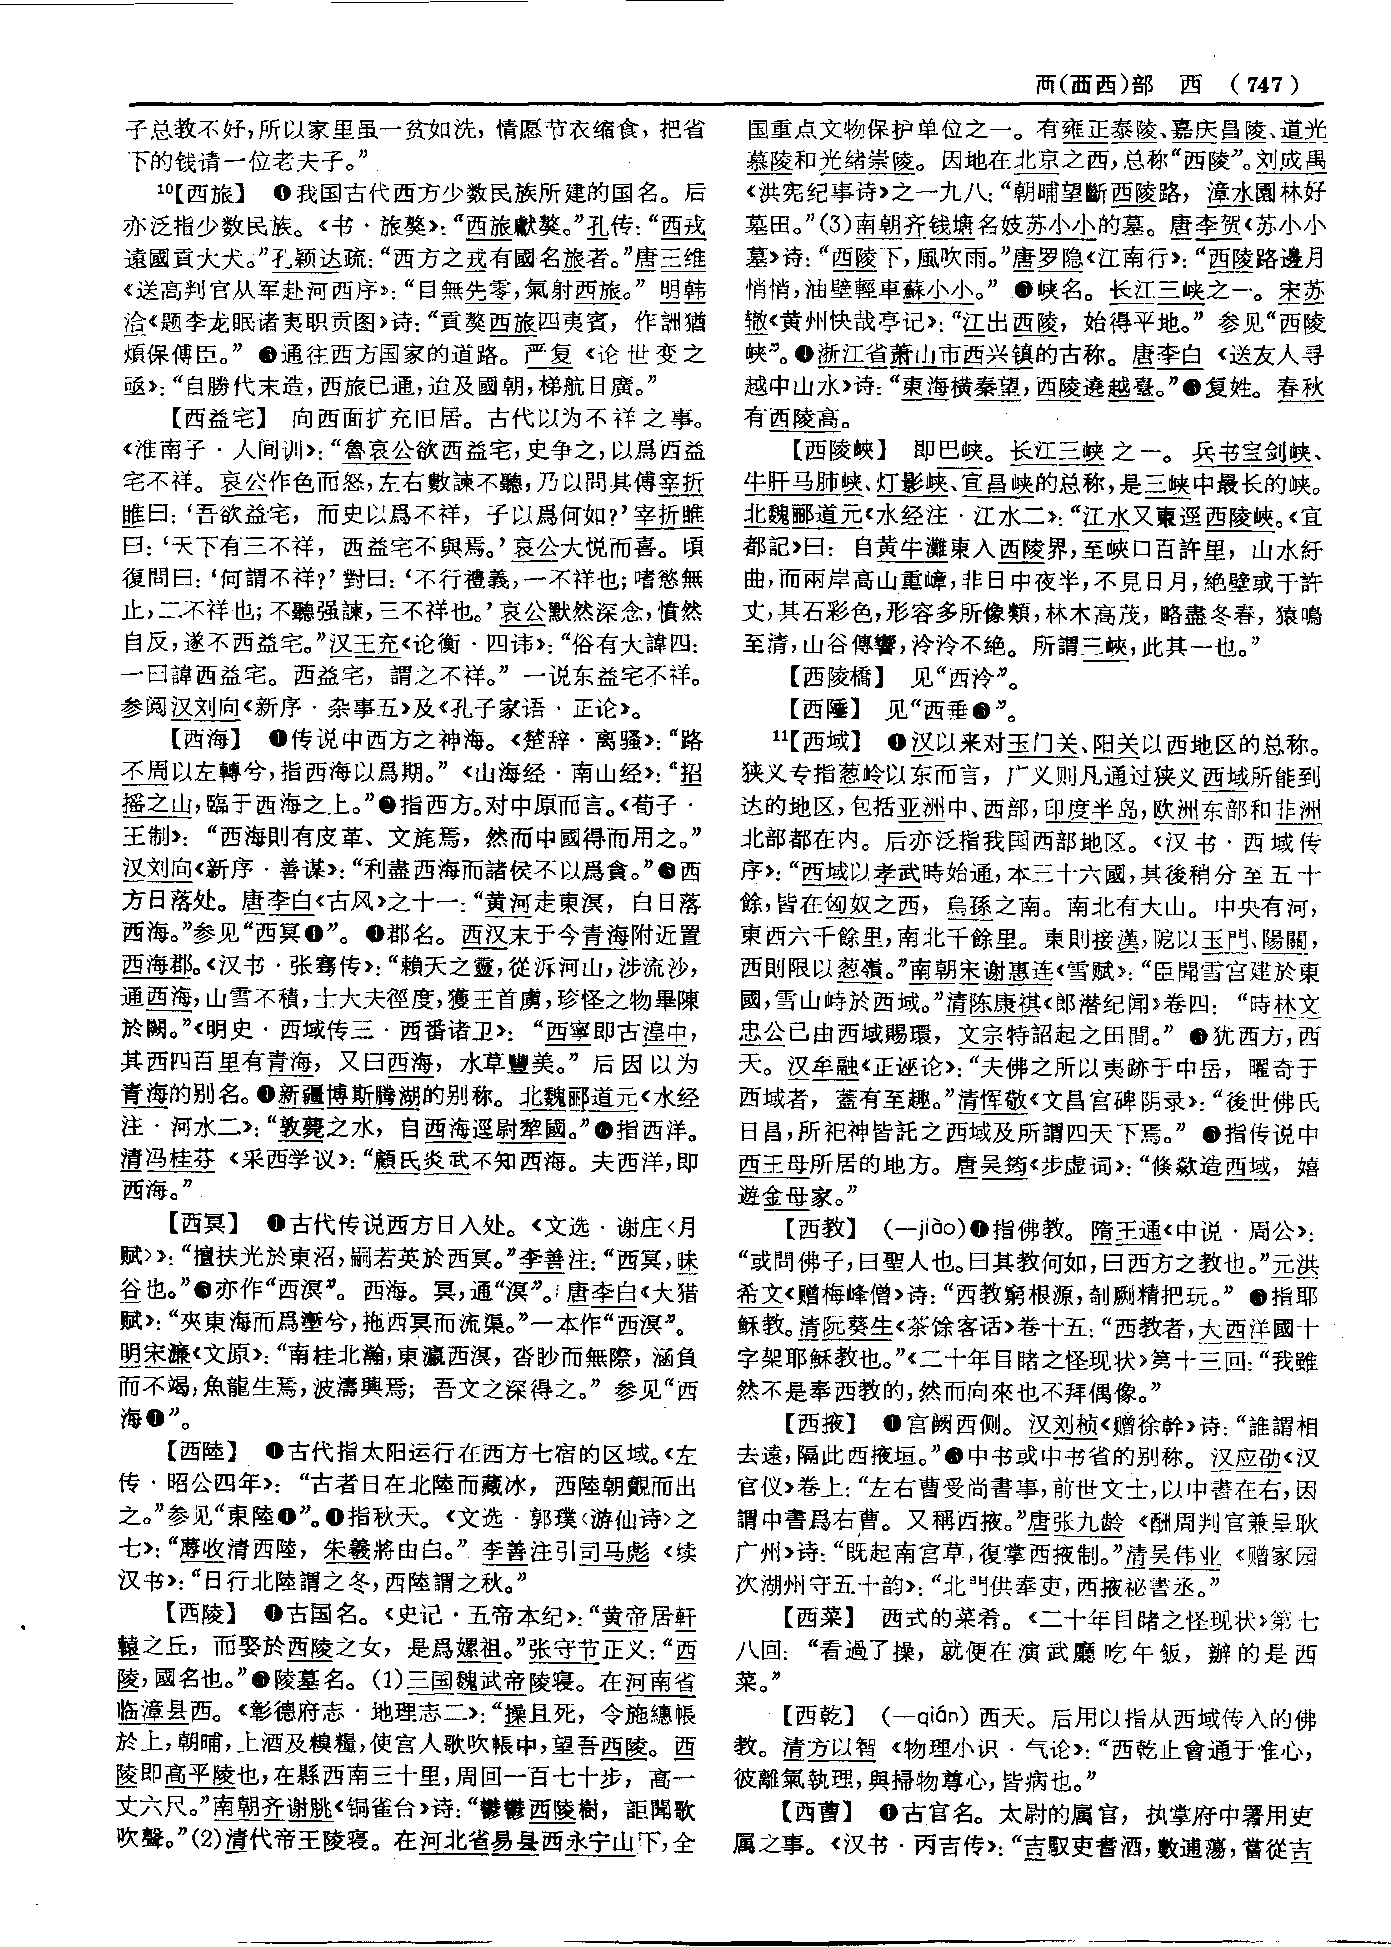 襾(覀西)部 西 (747)
子总教不好,所以家里虽一贫如洗，情愿节衣缩食，把省
下的钱请一位老夫子。”
10【西旅】 ❶我国古代西方少数民族所建的国名。后
亦泛指少数民族。《书·旅獒》：“西旅獻獒。”孔传：“西戎
遠國貢大犬。”孔颖达疏：“西方之戎有國名旅者。”唐王维
《送高判官从军赴河西序》：“目無先零，氣射西旅。” 明韩
洽《题李龙眠诸夷职贡图》诗：“貢獒西旅四夷賓，作詶猶
煩保傅臣。” ❷通往西方国家的道路。严复《论世变之
亟》：“自勝代末造，西旅已通，迨及國朝，梯航日廣。”
【西益宅】 向西面扩充旧居。古代以为不祥之事。
《淮南子·人间训》：“魯哀公欲西益宅，史争之，以爲西益
宅不祥。哀公作色而怒，左右數諫不聽，乃以問其傅宰折
睢曰：‘吾欲益宅，而史以爲不祥，子以爲何如？’宰折睢
曰：‘天下有三不祥，西益宅不與焉。’哀公大悦而喜。頃
復問曰：‘何謂不祥？’對曰：‘不行禮義，一不祥也；嗜慾無
止，二不祥也；不聽强諫，三不祥也。’哀公默然深念，憤然
自反，遂不西益宅。”汉王充《论衡·四讳》：“俗有大諱四：
一曰諱西益宅。西益宅，謂之不祥。” 一说东益宅不祥。
参阅汉刘向《新序·杂事五》及《孔子家语·正论》。
【西海】 ❶传说中西方之神海。《楚辞·离骚》：“路
不周以左轉兮，指西海以爲期。”《山海经·南山经》：“招
摇之山，臨于西海之上。”❷指西方。对中原而言。《荀子·
王制》：“西海則有皮革、文旄焉，然而中國得而用之。”
汉刘向《新序·善谋》：“利盡西海而諸侯不以爲貪。”❸西
方日落处。唐李白《古风》之十一：“黄河走東溟，白日落
西海。”参见“西冥❶”。❹郡名。西汉末于今青海附近置
西海郡。《汉书·张骞传》：“賴天之靈，從泝河山，涉流沙，
通西海，山雪不積，士大夫徑度，獲王首虜，珍怪之物畢陳
於闕。”《明史·西域传三·西番诸卫》：“西寧即古湟中，
其西四百里有青海，又曰西海，水草豐美。” 后因以为
青海的别名。❺新疆博斯腾湖的别称。北魏郦道元《水经
注·河水二》：“敦薨之水，自西海逕尉犂國。”❻指西洋。
清冯桂芬《采西学议》：“顧氏炎武不知西海。夫西洋，即
西海。”
【西冥】 ❶古代传说西方日入处。《文选·谢庄〈月
赋〉》：“擅扶光於東沼，嗣若英於西冥。”李善注：“西冥，昧
谷也。”❷亦作“西溟”。西海。冥，通“溟”。唐李白《大猎
赋》：“夾東海而爲壍兮，拖西冥而流渠。”一本作“西溟”。
明宋濂《文原》：“南桂北瀚，東瀛西溟，杳眇而無際，涵負
而不竭，魚龍生焉，波濤興焉；吾文之深得之。” 参见“西
海❶”。
【西陸】 ❶古代指太阳运行在西方七宿的区域。《左
传·昭公四年》：“古者日在北陸而藏冰，西陸朝覿而出
之。”参见“東陸❶”。❷指秋天。《文选·郭璞〈游仙诗〉之
七》：“蓐收清西陸，朱羲將由白。” 李善注引司马彪《续
汉书》：“日行北陸謂之冬，西陸謂之秋。”
【西陵】 ❶古国名。《史记·五帝本纪》：“黄帝居軒
轅之丘，而娶於西陵之女，是爲嫘祖。”张守节正义：“西
陵，國名也。”❷陵墓名。(1)三国魏武帝陵寝。在河南省
临漳县西。《彰德府志·地理志二》：“操且死，令施繐帳
於上，朝晡，上酒及糗糧，使宫人歌吹帳中，望吾西陵。西
陵即高平陵也，在縣西南三十里，周回一百七十步，高一
丈六尺。”南朝齐谢朓《铜雀台》诗：“鬱鬱西陵樹，詎聞歌
吹聲。”(2)清代帝王陵寝。在河北省易县西永宁山下，全
国重点文物保护单位之一。有雍正泰陵、嘉庆昌陵、道光
慕陵和光绪崇陵。因地在北京之西，总称“西陵”。刘成禺
《洪宪纪事诗》之一九八：“朝晡望斷西陵路，漳水園林好
墓田。”(3)南朝齐钱塘名妓苏小小的墓。唐李贺《苏小小
墓》诗：“西陵下，風吹雨。”唐罗隐《江南行》：“西陵路邊月
悄悄，油壁輕車蘇小小。” ❸峡名。长江三峡之一。宋苏
辙《黄州快哉亭记》：“江出西陵，始得平地。” 参见“西陵
峡”。❹浙江省萧山市西兴镇的古称。唐李白《送友人寻
越中山水》诗：“東海横秦望，西陵遶越臺。”❺复姓。春秋
有西陵高。
【西陵峽】 即巴峡。长江三峡之一。兵书宝剑峡、
牛肝马肺峡、灯影峡、宜昌峡的总称，是三峡中最长的峡。
北魏郦道元《水经注·江水二》：“江水又東逕西陵峽。《宜
都記》曰：自黄牛灘東入西陵界，至峽口百許里，山水紆
曲，而兩岸高山重嶂，非日中夜半，不見日月，絶壁或千許
丈，其石彩色，形容多所像類，林木高茂，略盡冬春，猿鳴
至清，山谷傳響，泠泠不絶。所謂三峽，此其一也。”
【西陵橋】 见“西泠”。
【西陲】 见“西垂❸”。
11【西域】 ❶汉以来对玉门关、阳关以西地区的总称。
狭义专指葱岭以东而言，广义则凡通过狭义西域所能到
达的地区，包括亚洲中、西部，印度半岛，欧洲东部和非洲
北部都在内。后亦泛指我国西部地区。《汉书·西域传
序》：“西域以孝武時始通，本三十六國，其後稍分至五十
餘，皆在匈奴之西，烏孫之南。南北有大山。中央有河，
東西六千餘里，南北千餘里。東則接漢，阸以玉門、陽關，
西則限以葱嶺。”南朝宋谢惠连《雪赋》：“臣聞雪宫建於東
國，雪山峙於西域。”清陈康祺《郎潜纪闻》卷四：“時林文
忠公已由西域賜環，文宗特詔起之田間。” ❷犹西方，西
天。汉牟融《正诬论》：“夫佛之所以夷跡于中岳，曜奇于
西域者，蓋有至趣。”清恽敬《文昌宫碑阴录》：“後世佛氏
日昌，所祀神皆託之西域及所謂四天下焉。” ❸指传说中
西王母所居的地方。唐吴筠《步虚词》：“倏歘造西域，嬉
遊金母家。”
【西教】 (一jiào)❶指佛教。隋王通《中说·周公》：
“或問佛子，曰聖人也。曰其教何如，曰西方之教也。”元洪
希文《赠梅峰僧》诗：“西教窮根源，刳劂精把玩。” ❷指耶
稣教。清阮葵生《茶馀客话》卷十五：“西教者，大西洋國十
字架耶穌教也。”《二十年目睹之怪现状》第十三回：“我雖
然不是奉西教的，然而向來也不拜偶像。”
【西掖】 ❶宫阙西侧。汉刘桢《赠徐幹》诗：“誰謂相
去遠，隔此西掖垣。”❷中书或中书省的别称。汉应劭《汉
官仪》卷上：“左右曹受尚書事，前世文士，以中書在右，因
謂中書爲右曹。又稱西掖。”唐张九龄《酬周判官兼呈耿
广州》诗：“既起南宫草，復掌西掖制。”清吴伟业《赠家园
次湖州守五十韵》：“北門供奉吏，西掖祕書丞。”
【西菜】 西式的菜肴。《二十年目睹之怪现状》第七
八回：“看過了操，就便在演武廳吃午飯，辦的是西
菜。”
【西乾】 (一qián) 西天。后用以指从西域传入的佛
教。清方以智《物理小识·气论》：“西乾止會通于惟心，
彼離氣執理，與掃物尊心，皆病也。”
【西曹】 ❶古官名。太尉的属官，执掌府中署用吏
属之事。《汉书·丙吉传》：“吉馭吏耆酒，數逋蕩，嘗從吉